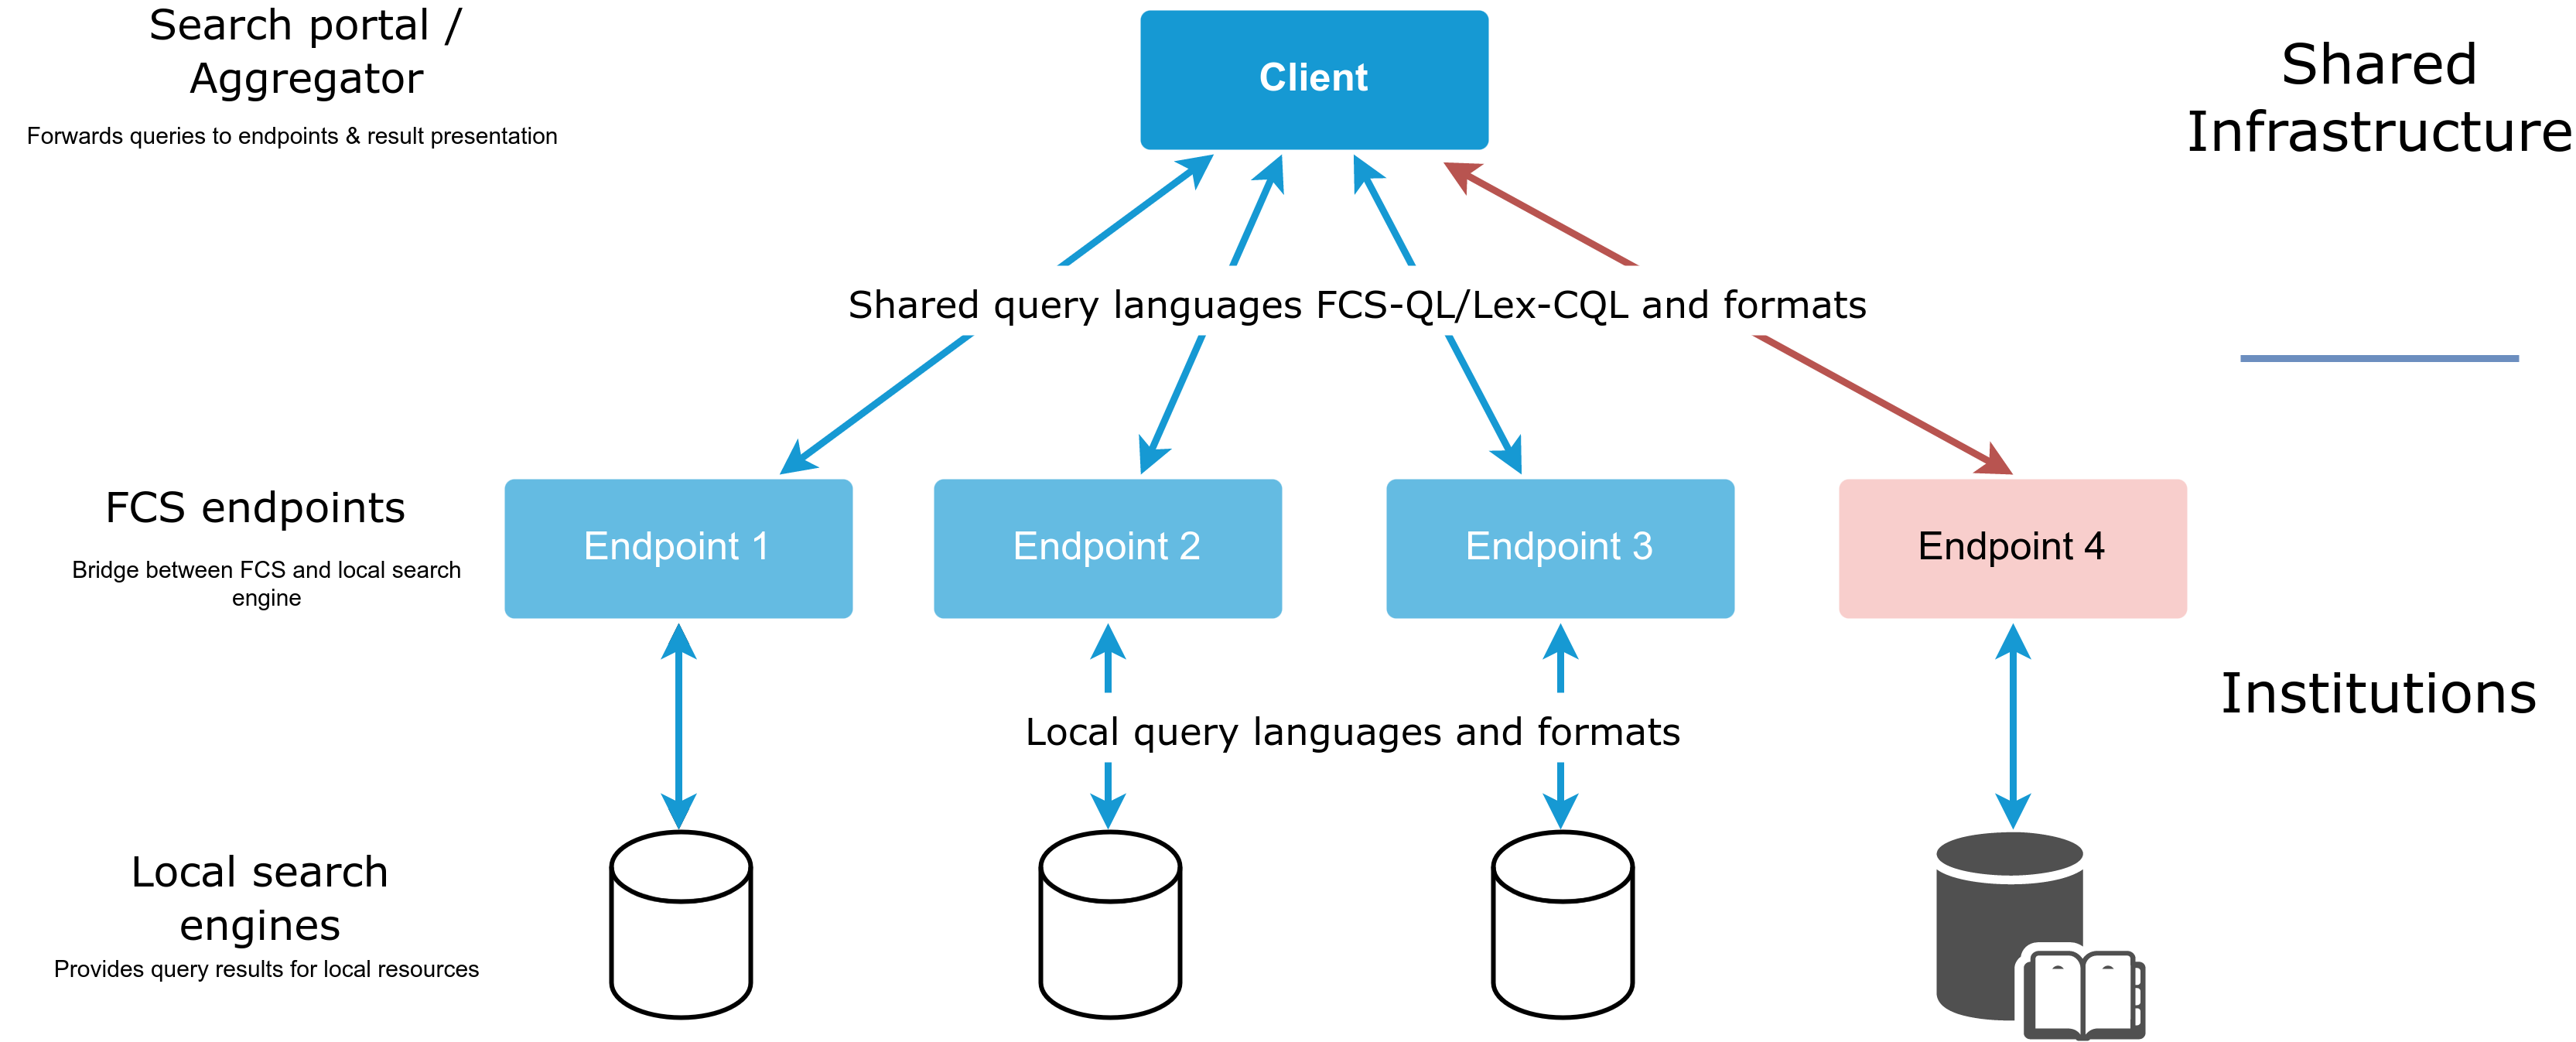 Search portal /
Aggregator
Forwards queries to endpoints & result presentation
Client
Shared
Infrastructure
Shared query languages FCS-QL/Lex-CQL and formats
FCS endpoints
Bridge between FCS and local search
engine
Endpoint 1
Endpoint 2
Endpoint 3
Endpoint 4
Institutions
Local query languages and formats
Local search
engines
Provides query results for local resources